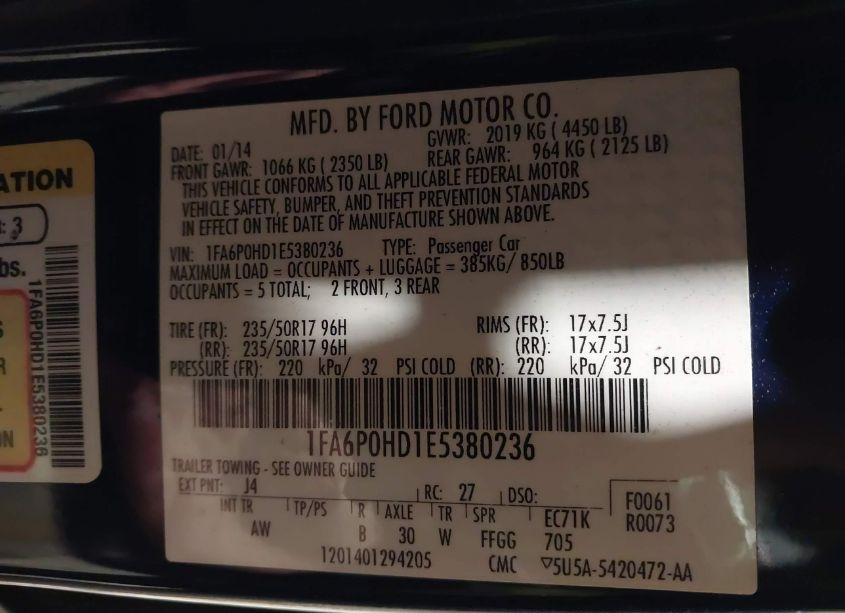 ATION
: 3
bs.
1FA6P0HD1E5380236
S
R
L-
ON
MFD. BY FORD MOTOR CO.
DATE: 01/14 GVWR: 2019 KG ( 4450 LB)
FRONT GAWR: 1066 KG ( 2350 LB) REAR GAWR: 964 KG ( 2125 LB)
THIS VEHICLE CONFORMS TO ALL APPLICABLE FEDERAL MOTOR
VEHICLE SAFETY, BUMPER, AND THEFT PREVENTION STANDARDS
IN EFFECT ON THE DATE OF MANUFACTURE SHOWN ABOVE.
VIN: 1FA6P0HD1E5380236 TYPE: Passenger Car
MAXIMUM LOAD = OCCUPANTS + LUGGAGE = 385KG/ 850LB
OCCUPANTS = 5 TOTAL; 2 FRONT, 3 REAR
TIRE (FR): 235/50R17 96H RIMS (FR): 17x7.5J
(RR): 235/50R17 96H (RR): 17x7.5J
PRESSURE (FR): 220 kPa/ 32 PSI COLD (RR): 220 kPa/ 32 PSI COLD
1FA6P0HD1E5380236
TRAILER TOWING - SEE OWNER GUIDE
EXT PNT: J4 RC: 27 DSO: F0061
INT TR TP/PS R AXLE TR SPR EC71K R0073
AW B 30 W FFGG 705
1201401294205 CMC ▽5U5A-5420472-AA